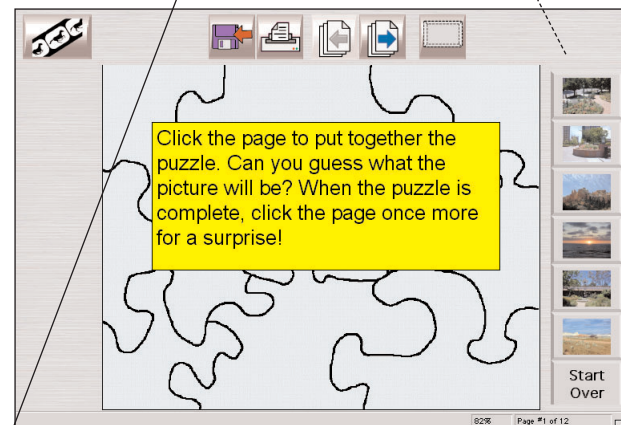 Click the page to put together the
puzzle. Can you guess what the
picture will be? When the puzzle is
complete, click the page once more
for a surprise!
Start
Over
82% Page #1 of 12